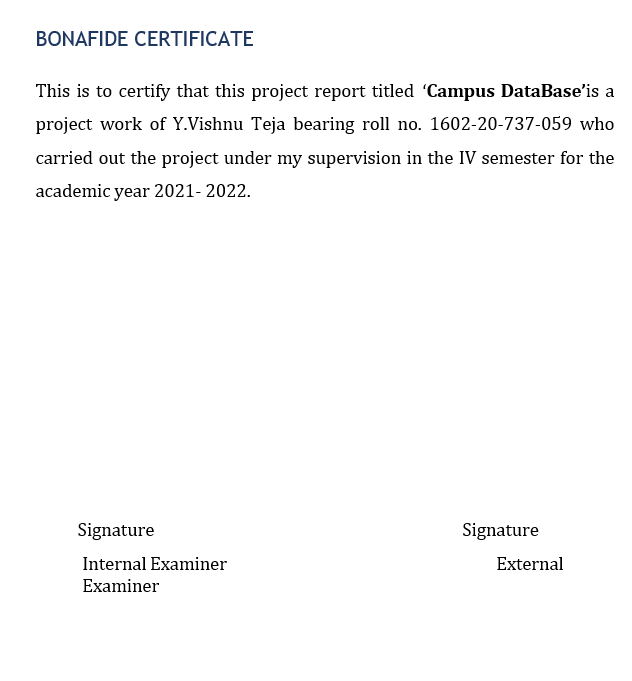 BONAFIDE CERTIFICATE
This is to certify that this project report titled ‘Campus DataBase’is a
project work of Y.Vishnu Teja bearing roll no. 1602-20-737-059 who
carried out the project under my supervision in the IV semester for the
academic year 2021- 2022.
Signature Signature
Internal Examiner External
Examiner